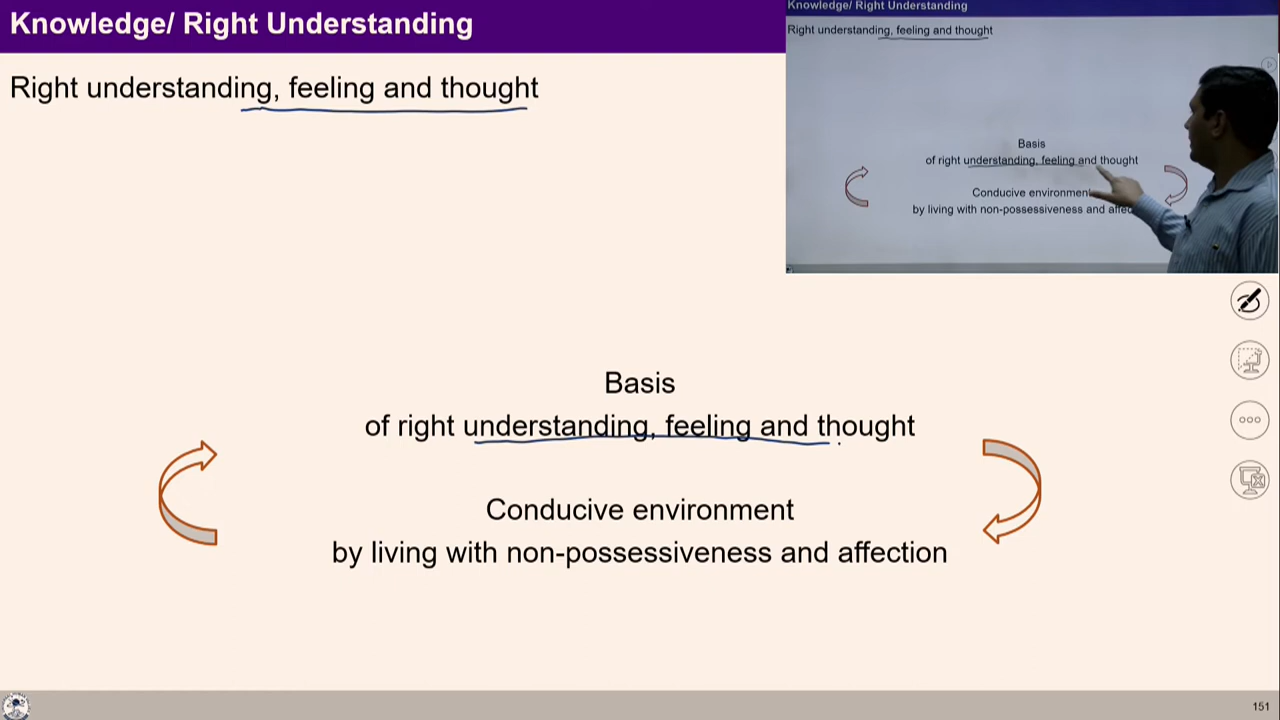 Knowledge/ Right Understanding
Right understanding, feeling and thought
Knowledge/ Right Understanding
Right understanding, feeling and thought
Basis
of right understanding, feeling and thought
Conducive environment
by living with non-possessiveness and affec
Basis
of right understanding, feeling and thought
Conducive environment
by living with non-possessiveness and affection
151